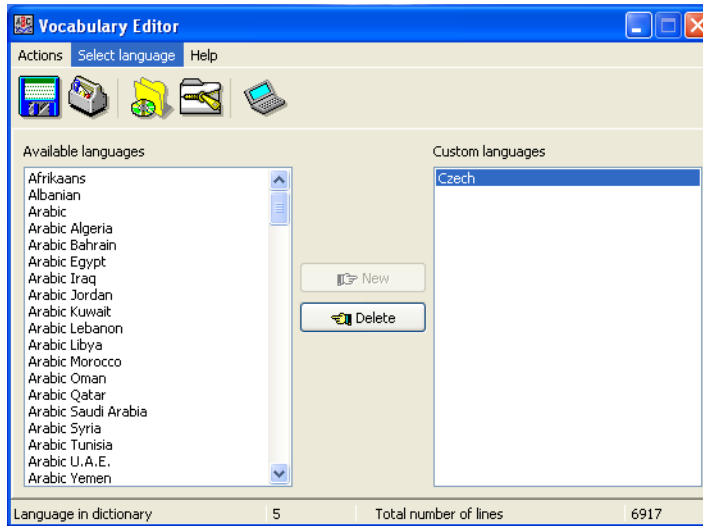 Vocabulary Editor
Actions Select language Help
Available languages
Afrikaans
Albanian
Arabic
Arabic Algeria
Arabic Bahrain
Arabic Egypt
Arabic Iraq
Arabic Jordan
Arabic Kuwait
Arabic Lebanon
Arabic Libya
Arabic Morocco
Arabic Oman
Arabic Qatar
Arabic Saudi Arabia
Arabic Syria
Arabic Tunisia
Arabic U.A.E.
Arabic Yemen
New
Delete
Custom languages
Czech
Language in dictionary 5 Total number of lines 6917